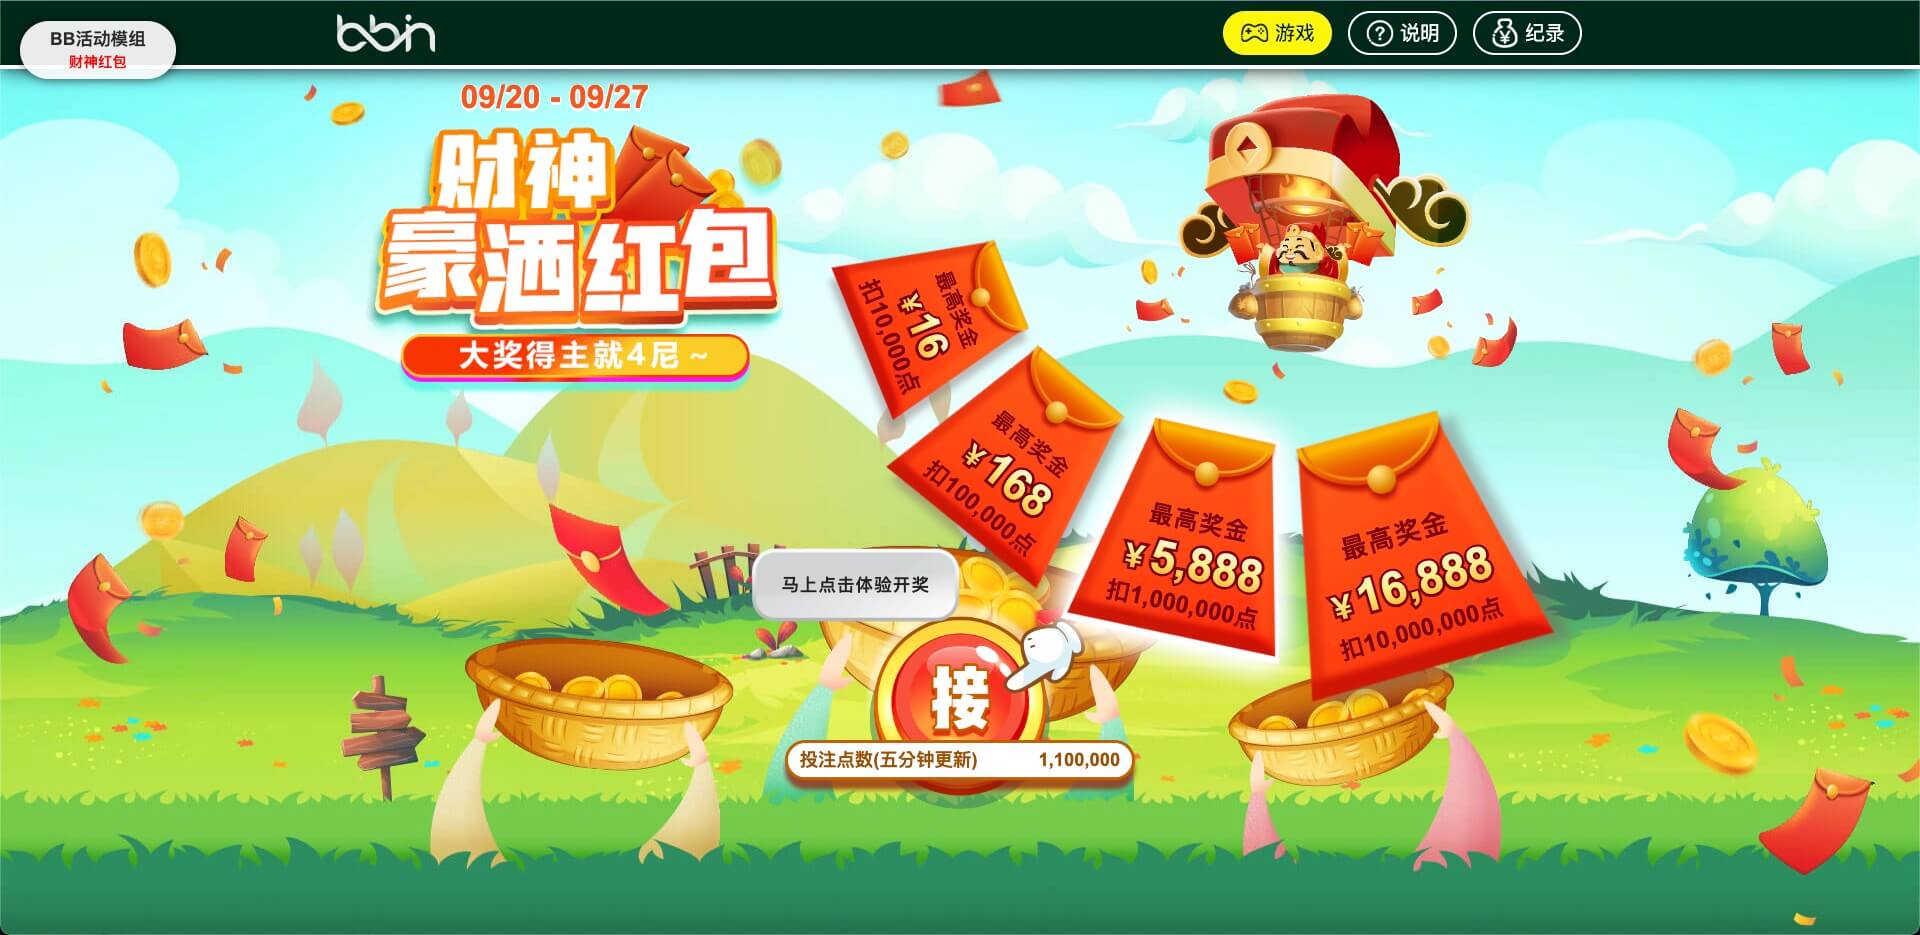 BB活动模组
财神红包
bbin
游戏
说明
纪录
09/20 - 09/27
财神
豪洒红包
大奖得主就4尼~
最高奖金
¥16
扣10,000点
最高奖金
¥168
扣100,000点
最高奖金
¥5,888
扣1,000,000点
最高奖金
¥16,888
扣10,000,000点
马上点击体验开奖
接
投注点数(五分钟更新) 1,100,000